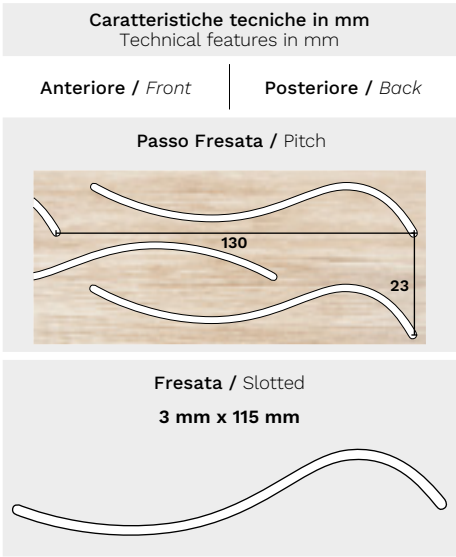 Caratteristiche tecniche in mm
Technical features in mm
Anteriore / Front
Posteriore / Back
Passo Fresata / Pitch
130
23
Fresata / Slotted
3 mm x 115 mm